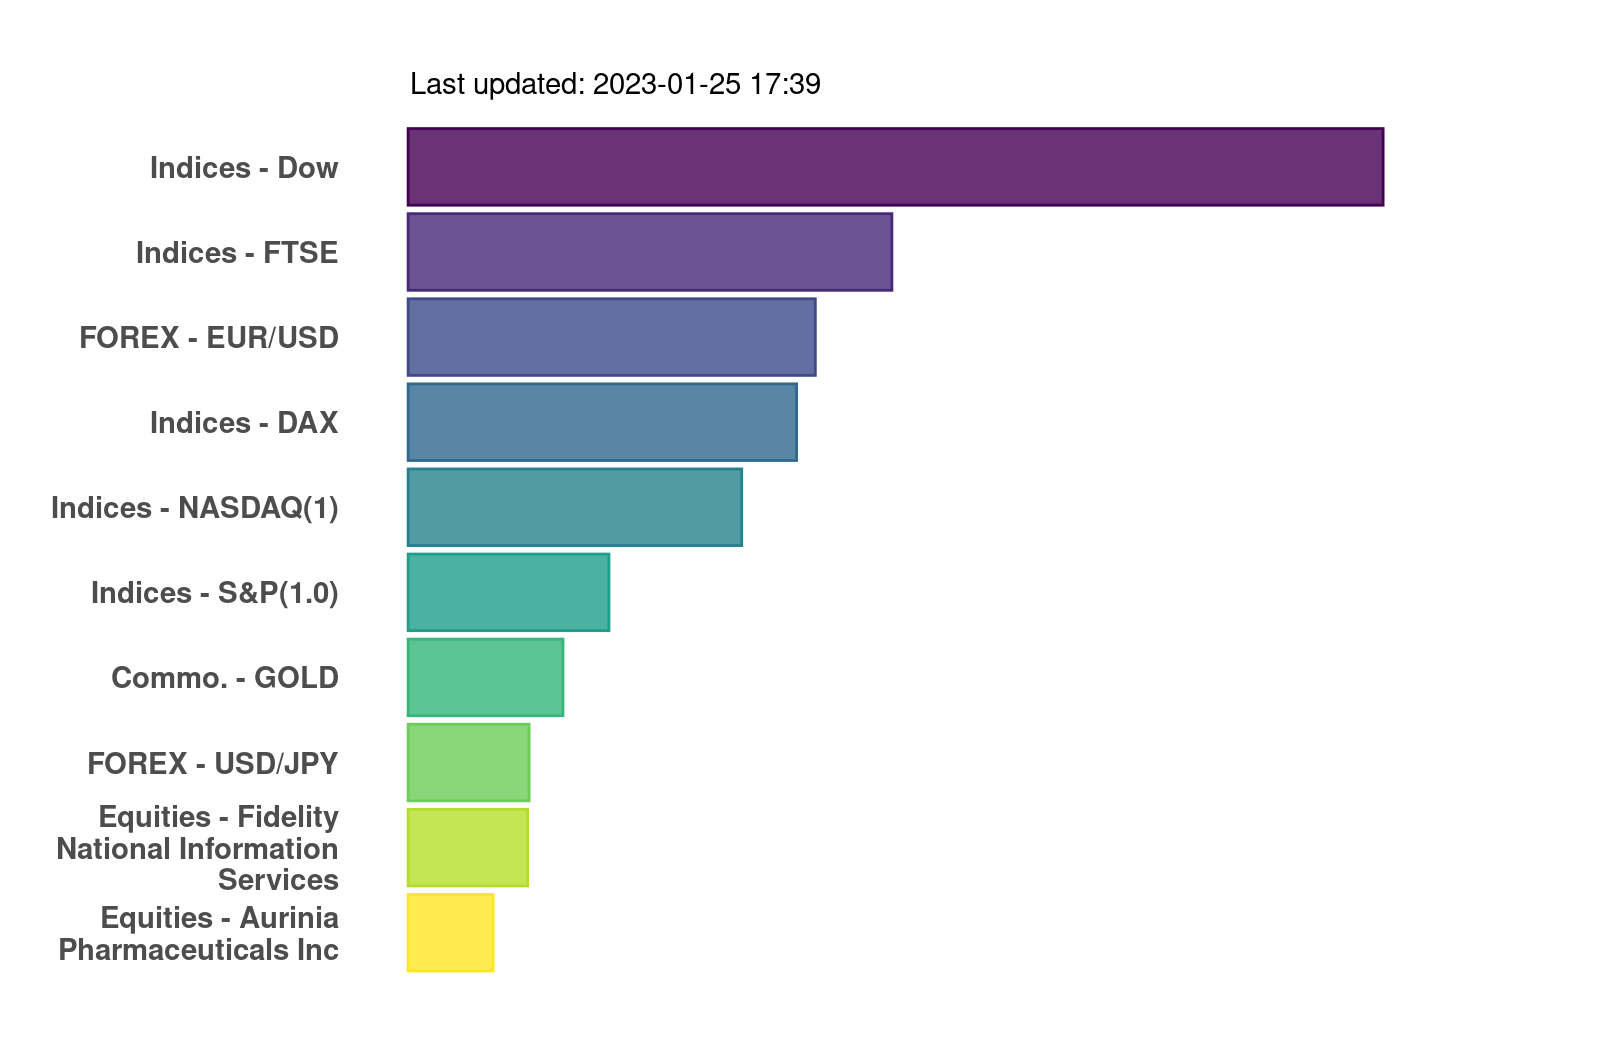 Last updated: 2023-01-25 17:39
Indices - Dow
Indices - FTSE
FOREX - EUR/USD
Indices - DAX
Indices - NASDAQ(1)
Indices - S&P(1.0)
Commo. - GOLD
FOREX - USD/JPY
Equities - Fidelity
National Information
Services
Equities - Aurinia
Pharmaceuticals Inc